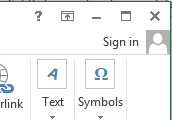 ?
Sign in
A Ω
rlink Text Symbols